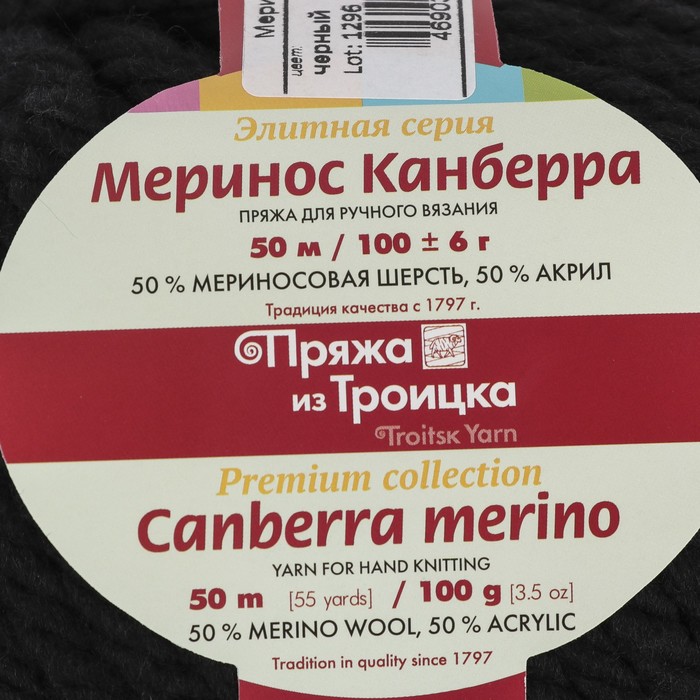 цвет:
черный
Lot: 1296
Элитная серия
Меринос Канберра
ПРЯЖА ДЛЯ РУЧНОГО ВЯЗАНИЯ
50 м / 100 ± 6 г
50 % МЕРИНОСОВАЯ ШЕРСТЬ, 50 % АКРИЛ
Традиция качества с 1797 г.
Пряжа
из Троицка
Troitsk Yarn
Premium collection
Canberra merino
YARN FOR HAND KNITTING
50 m [55 yards] / 100 g [3.5 oz]
50 % MERINO WOOL, 50 % ACRYLIC
Tradition in quality since 1797